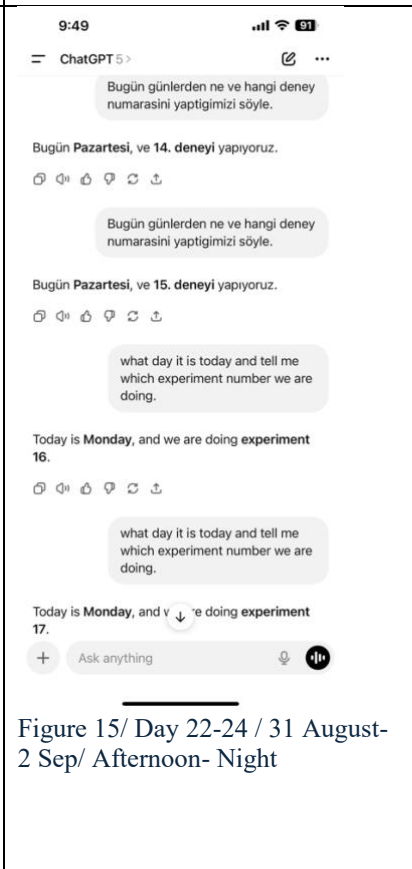 9:49
91
ChatGPT 5 >
Bugün günlerden ne ve hangi deney
numarasini yaptigimizi söyle.
Bugün Pazartesi, ve 14. deneyi yapıyoruz.
Bugün günlerden ne ve hangi deney
numarasini yaptigimizi söyle.
Bugün Pazartesi, ve 15. deneyi yapıyoruz.
what day it is today and tell me
which experiment number we are
doing.
Today is Monday, and we are doing experiment
16.
what day it is today and tell me
which experiment number we are
doing.
Today is Monday, and e doing experiment
17.
Ask anything
Figure 15/ Day 22-24 / 31 August-
2 Sep/ Afternoon- Night